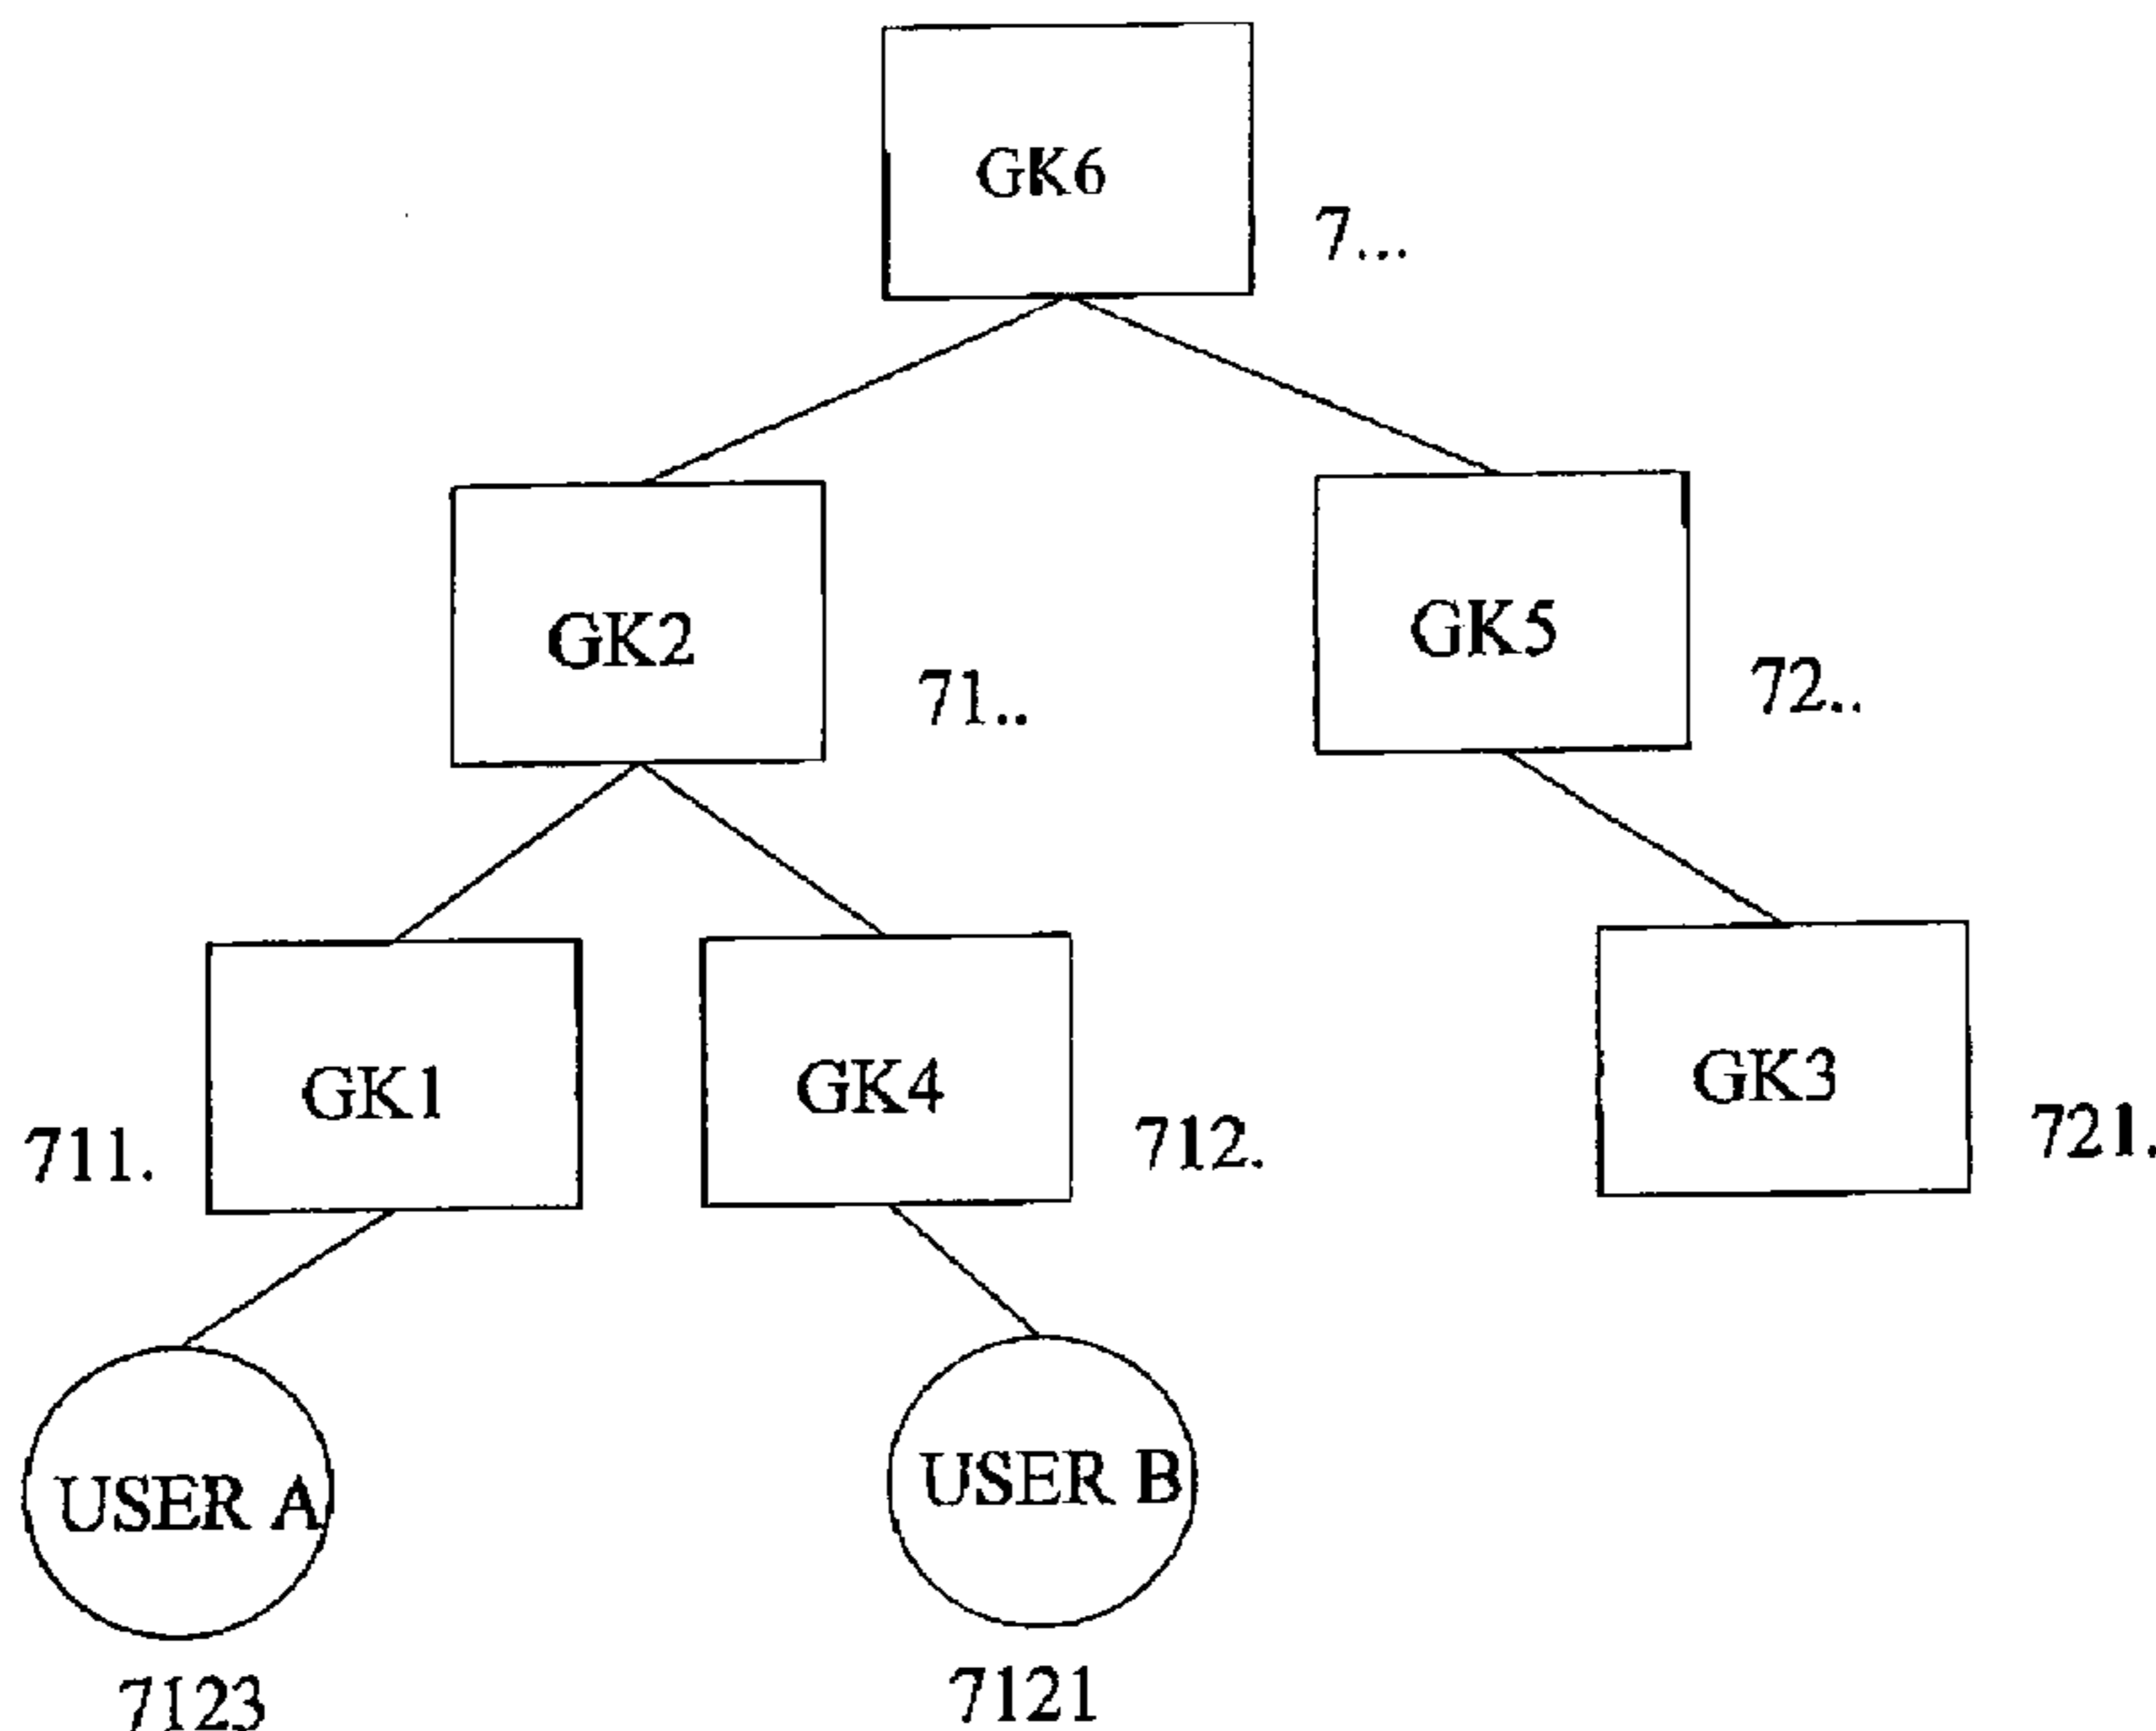 GK6
7...
GK2
71..
GK5
72..
GK1
711.
GK4
712.
GK3
721.
USER A
7123
USER B
7121